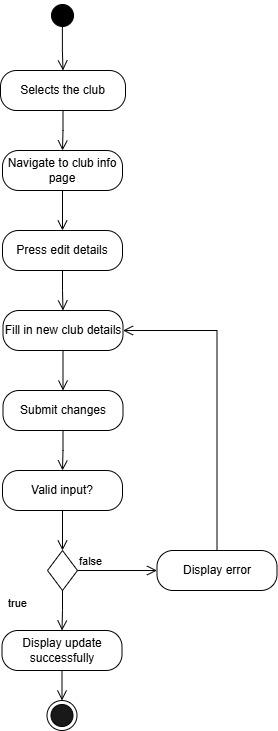 Selects the club
Navigate to club info
page
Press edit details
Fill in new club details
Submit changes
Valid input?
false
Display error
true
Display update
successfully